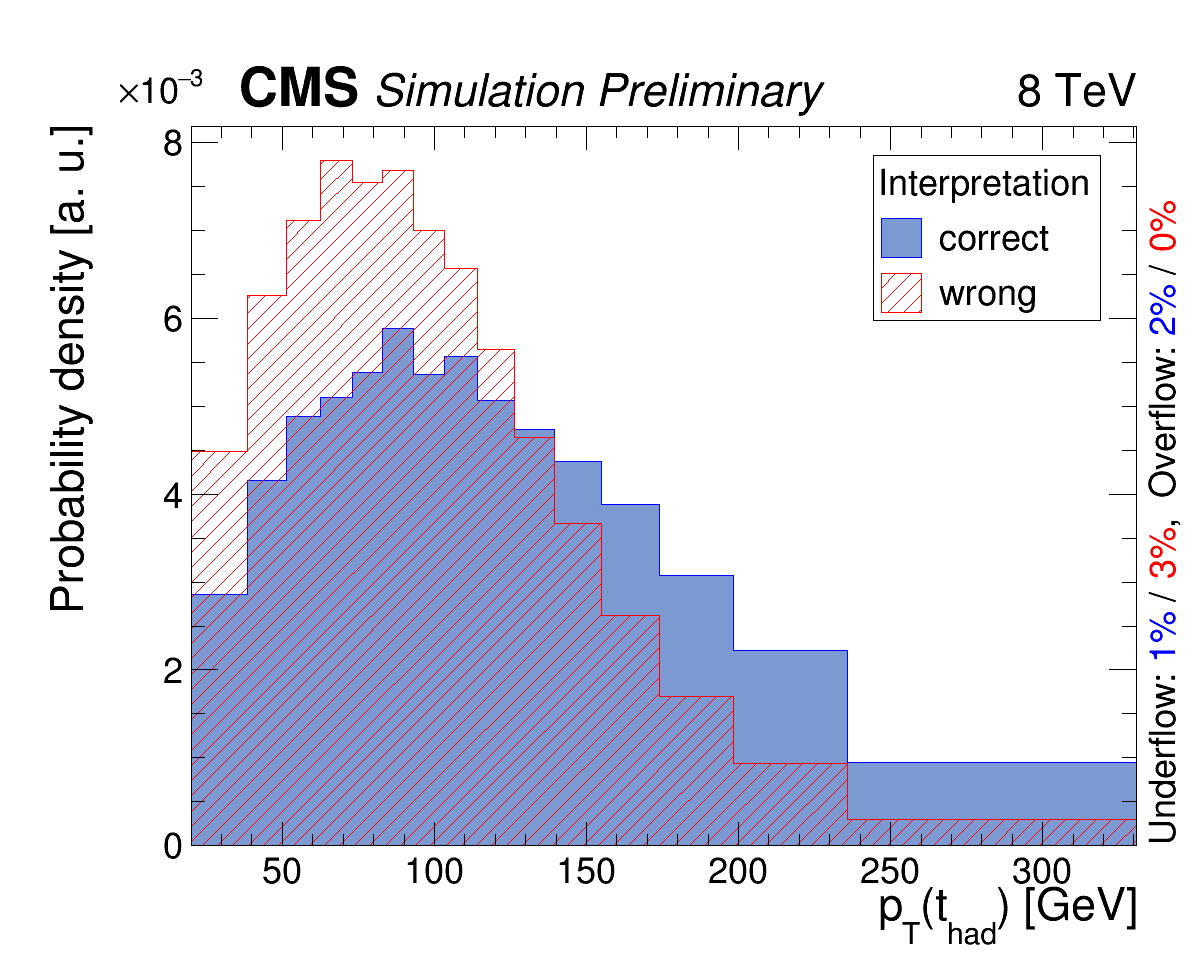 ×10⁻³ CMS Simulation Preliminary 8 TeV
Probability density [a. u.]
8
6
4
2
0
Interpretation
correct
wrong
50 100 150 200 250 300
p_T(t_had) [GeV]
Underflow: 1% / 3%, Overflow: 2% / 0%